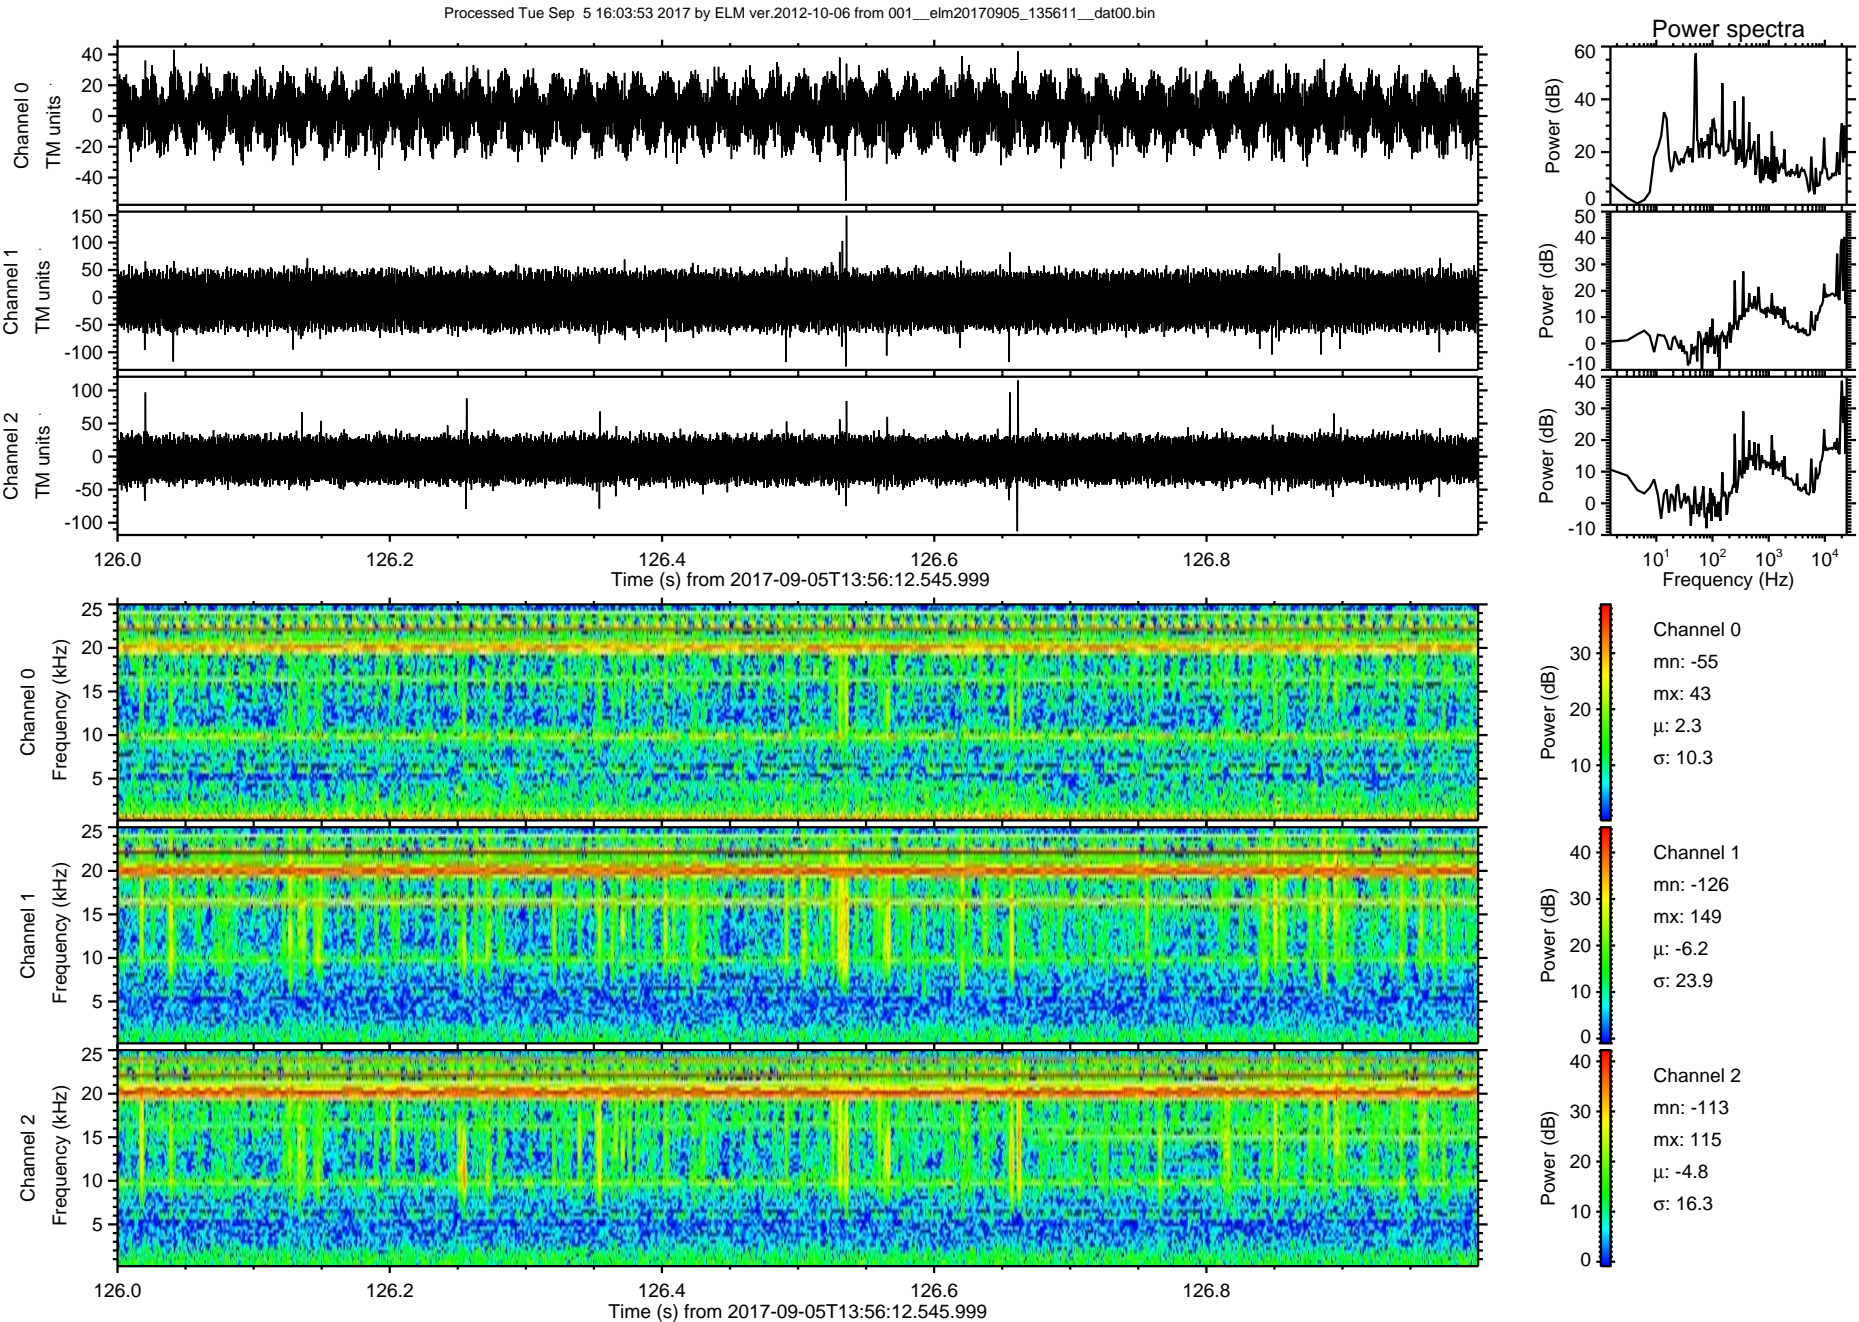 Processed Tue Sep  5 16:03:53 2017 by ELM ver.2012-10-06 from 001__elm20170905_135611__dat00.bin
Power spectra
Channel 0
TM units
40
20
0
-20
-40
Power (dB)
60
40
20
0
Channel 1
TM units
150
100
50
0
-50
-100
Power (dB)
50
40
30
20
10
0
-10
Channel 2
TM units
100
50
0
-50
-100
Power (dB)
40
30
20
10
0
-10
126.0 126.2 126.4 126.6 126.8
Time (s) from 2017-09-05T13:56:12.545.999
10¹ 10² 10³ 10⁴
Frequency (Hz)
Channel 0
Frequency (kHz)
25
20
15
10
5
Power (dB)
30
20
10
Channel 0
mn: -55
mx: 43
μ: 2.3
σ: 10.3
Channel 1
Frequency (kHz)
25
20
15
10
5
Power (dB)
40
30
20
10
0
Channel 1
mn: -126
mx: 149
μ: -6.2
σ: 23.9
Channel 2
Frequency (kHz)
25
20
15
10
5
Power (dB)
40
30
20
10
0
Channel 2
mn: -113
mx: 115
μ: -4.8
σ: 16.3
126.0 126.2 126.4 126.6 126.8
Time (s) from 2017-09-05T13:56:12.545.999